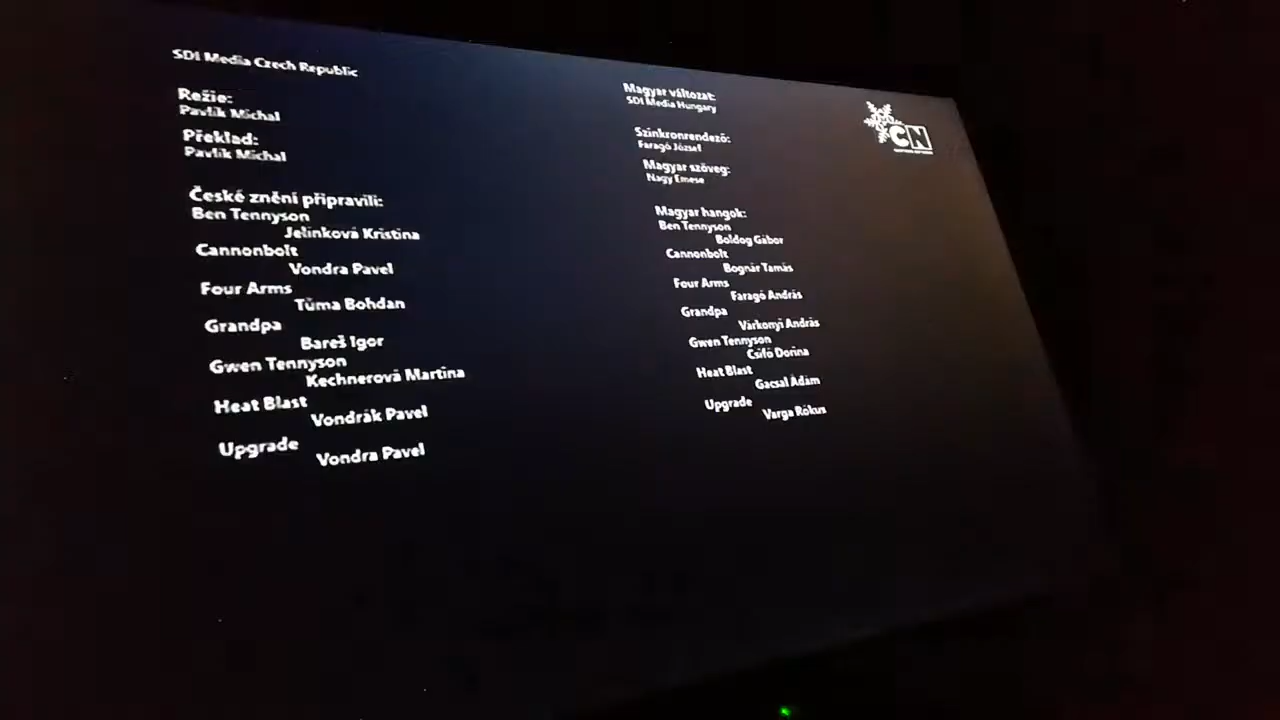 SDI Media Czech Republic
Režie:
Pavlík Michal
Překlad:
Pavlík Michal
České znění připravili:
Ben Tennyson
Jelínková Kristina
Cannonbolt
Vondra Pavel
Four Arms
Tůma Bohdan
Grandpa
Bareš Igor
Gwen Tennyson
Kechnerová Martina
Heat Blast
Vondrák Pavel
Upgrade
Vondra Pavel
Magyar változat:
SDI Media Hungary
Szinkronrendező:
Faragó József
Magyar szöveg:
Nagy Emese
Magyar hangok:
Ben Tennyson
Boldog Gábor
Cannonbolt
Bognár Tamás
Four Arms
Faragó András
Grandpa
Várkonyi András
Gwen Tennyson
Csifó Dorina
Heat Blast
Gacsal Ádám
Upgrade
Varga Rókus
CN